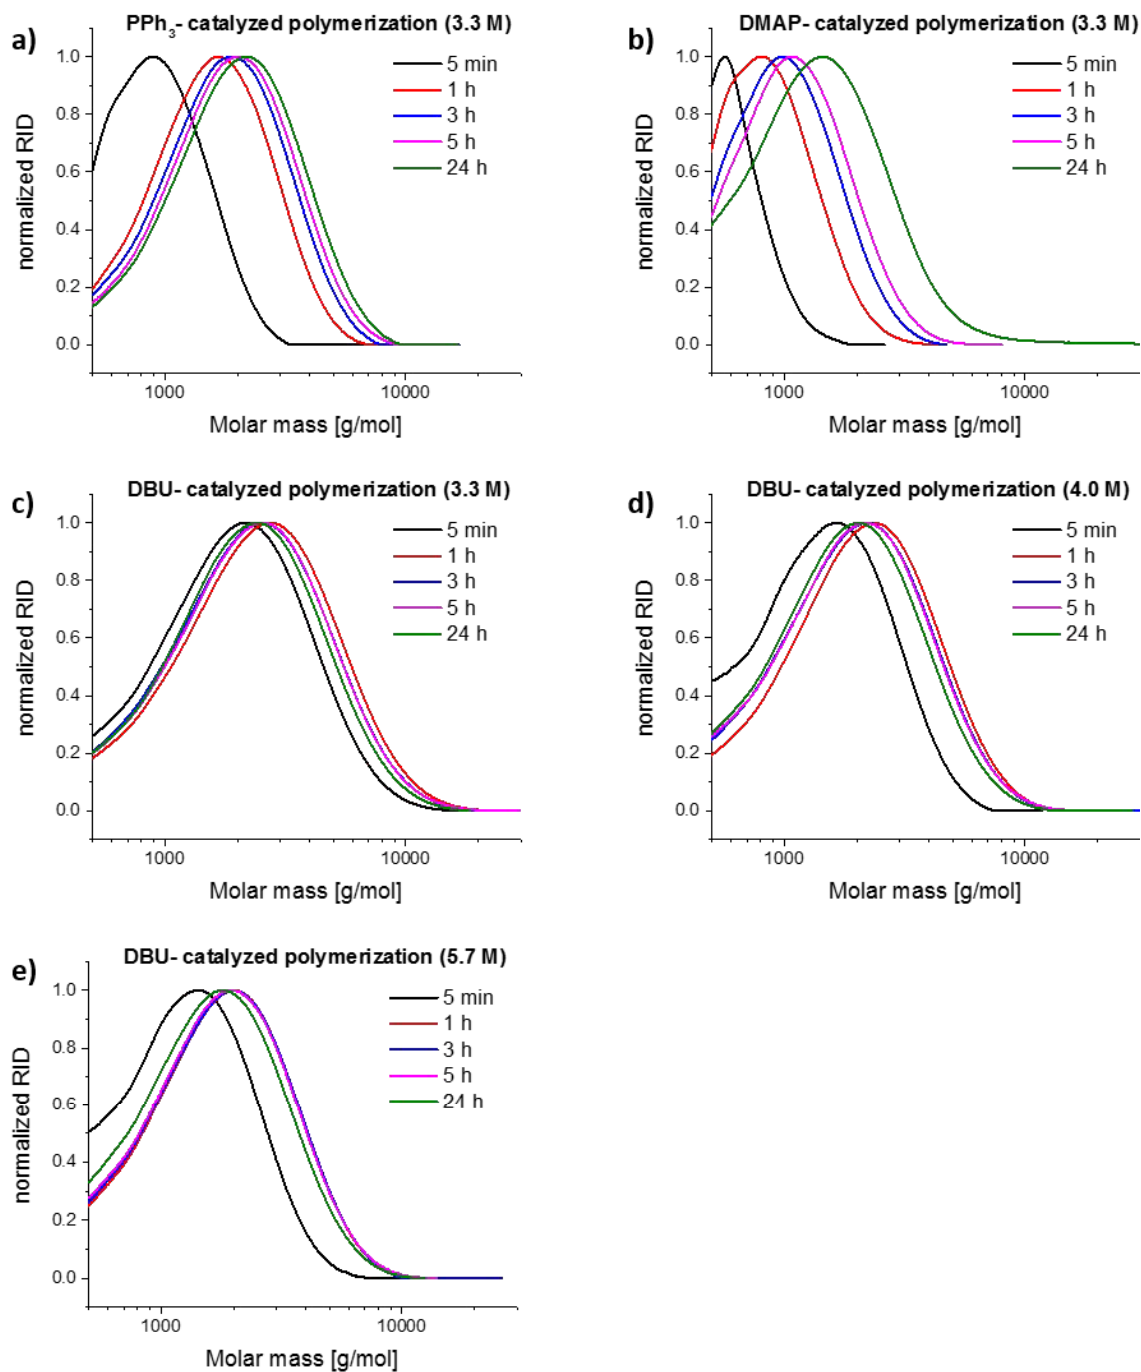 a)
PPh₃- catalyzed polymerization (3.3 M)
5 min
1 h
3 h
5 h
24 h
normalized RID
1.0
0.8
0.6
0.4
0.2
0.0
1000 10000
Molar mass [g/mol]
b)
DMAP- catalyzed polymerization (3.3 M)
5 min
1 h
3 h
5 h
24 h
normalized RID
1.0
0.8
0.6
0.4
0.2
0.0
1000 10000
Molar mass [g/mol]
c)
DBU- catalyzed polymerization (3.3 M)
5 min
1 h
3 h
5 h
24 h
normalized RID
1.0
0.8
0.6
0.4
0.2
0.0
1000 10000
Molar mass [g/mol]
d)
DBU- catalyzed polymerization (4.0 M)
5 min
1 h
3 h
5 h
24 h
normalized RID
1.0
0.8
0.6
0.4
0.2
0.0
1000 10000
Molar mass [g/mol]
e)
DBU- catalyzed polymerization (5.7 M)
5 min
1 h
3 h
5 h
24 h
normalized RID
1.0
0.8
0.6
0.4
0.2
0.0
1000 10000
Molar mass [g/mol]